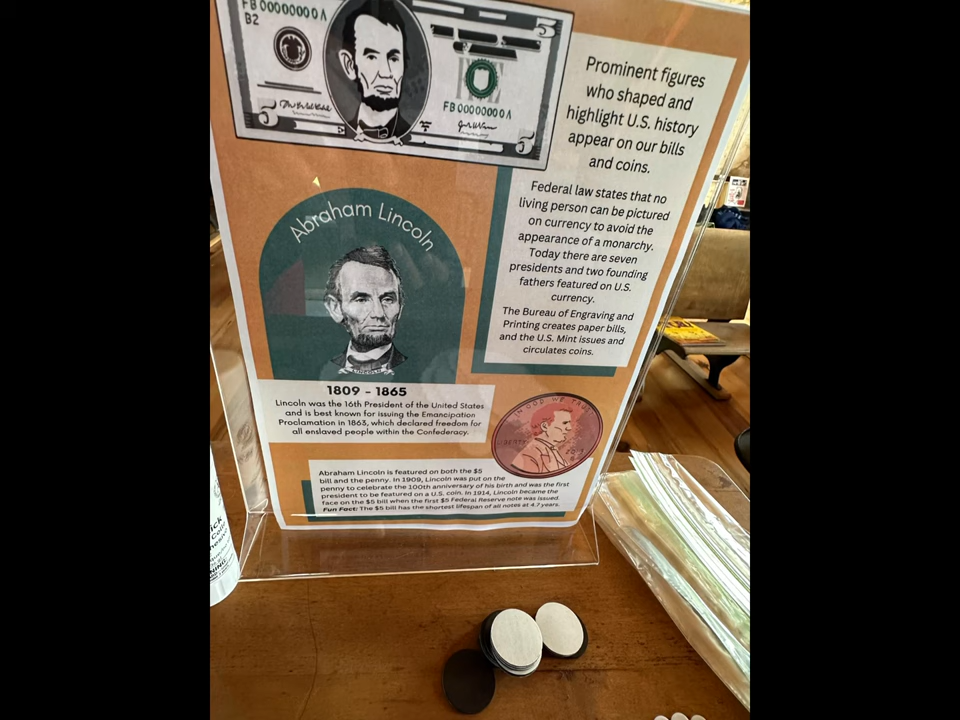 FB00000000A
B2
5
FB00000000A
5
5
Prominent figures
who shaped and
highlight U.S. history
appear on our bills
and coins.
Federal law states that no
living person can be pictured
on currency to avoid the
appearance of a monarchy.
Today there are seven
presidents and two founding
fathers featured on U.S.
currency.
The Bureau of Engraving and
Printing creates paper bills,
and the U.S. Mint issues and
circulates coins.
Abraham Lincoln
LINCOLN
1809 - 1865
Lincoln was the 16th President of the United States
and is best known for issuing the Emancipation
Proclamation in 1863, which declared freedom for
all enslaved people within the Confederacy.
IN GOD WE TRUST
LIBERTY
Abraham Lincoln is featured on both the $5
bill and the penny. In 1909, Lincoln was put on the
penny to celebrate the 100th anniversary of his birth and was the first
president to be featured on a U.S. coin. In 1914, Lincoln became the
face on the $5 bill when the first $5 Federal Reserve note was issued.
Fun Fact: The $5 bill has the shortest lifespan of all notes at 4.7 years.